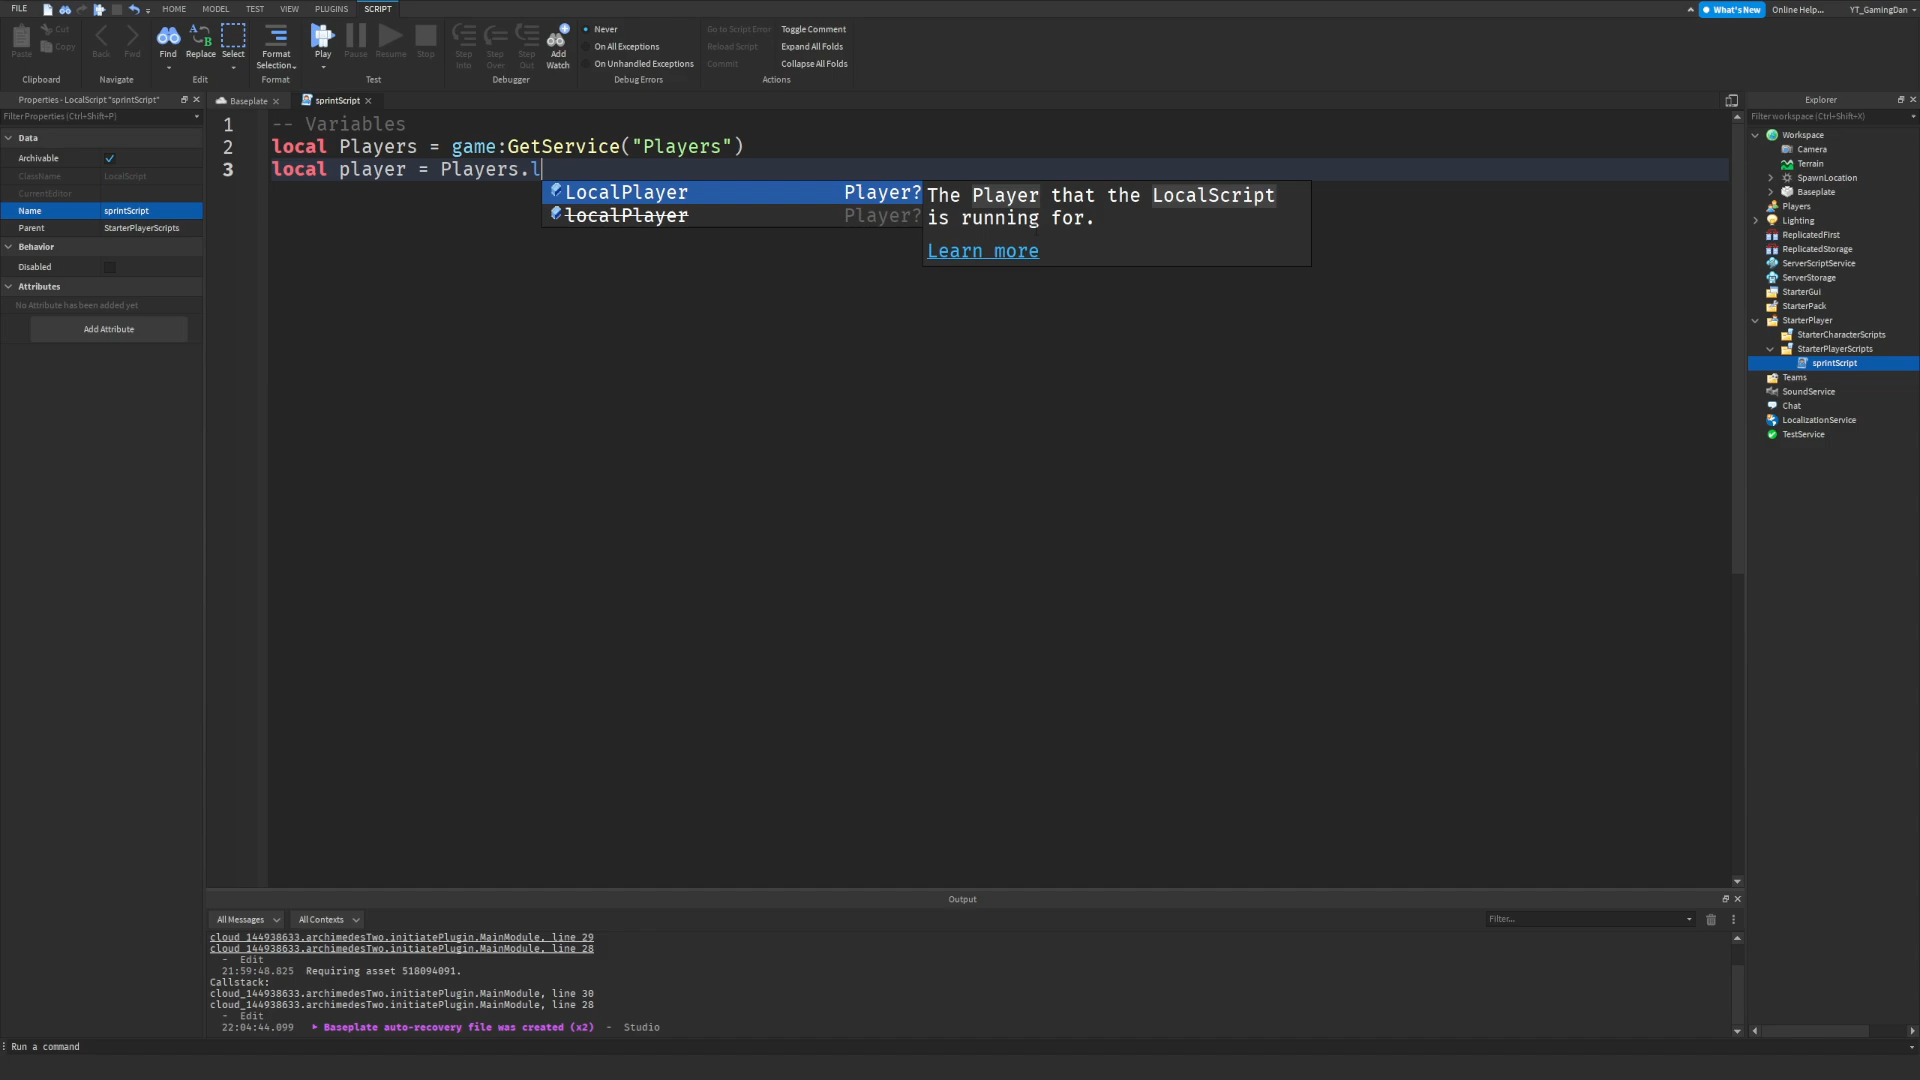 FILE HOME MODEL TEST VIEW PLUGINS SCRIPT What's New Online Help... YT_GamingDan
Paste Cut Copy Clipboard
Back Fwd Navigate
Find Replace Select Edit
Format Selection Format
Play Pause Resume Stop Test
Step Into Step Over Step Out Add Watch Debugger
Never
On All Exceptions
On Unhandled Exceptions
Debug Errors
Go to Script Error Toggle Comment
Reload Script Expand All Folds
Commit Collapse All Folds
Actions
Properties - LocalScript "sprintScript"
Filter Properties (Ctrl+Shift+P)
Data
Archivable
ClassName LocalScript
CurrentEditor
Name sprintScript
Parent StarterPlayerScripts
Behavior
Disabled
Attributes
No Attribute has been added yet
Add Attribute
Baseplate sprintScript
1 -- Variables
2 local Players = game:GetService("Players")
3 local player = Players.l
LocalPlayer Player?
localPlayer Player?
The Player that the LocalScript
is running for.
Learn more
Explorer
Filter workspace (Ctrl+Shift+X)
Workspace
Camera
Terrain
SpawnLocation
Baseplate
Players
Lighting
ReplicatedFirst
ReplicatedStorage
ServerScriptService
ServerStorage
StarterGui
StarterPack
StarterPlayer
StarterCharacterScripts
StarterPlayerScripts
sprintScript
Teams
SoundService
Chat
LocalizationService
TestService
Output
All Messages All Contexts Filter...
cloud_144938633.archimedesTwo.initiatePlugin.MainModule, line 29
cloud_144938633.archimedesTwo.initiatePlugin.MainModule, line 28
- Edit
21:59:48.825 Requiring asset 518094091.
Callstack:
cloud_144938633.archimedesTwo.initiatePlugin.MainModule, line 30
cloud_144938633.archimedesTwo.initiatePlugin.MainModule, line 28
- Edit
22:04:44.099 Baseplate auto-recovery file was created (x2) - Studio
Run a command